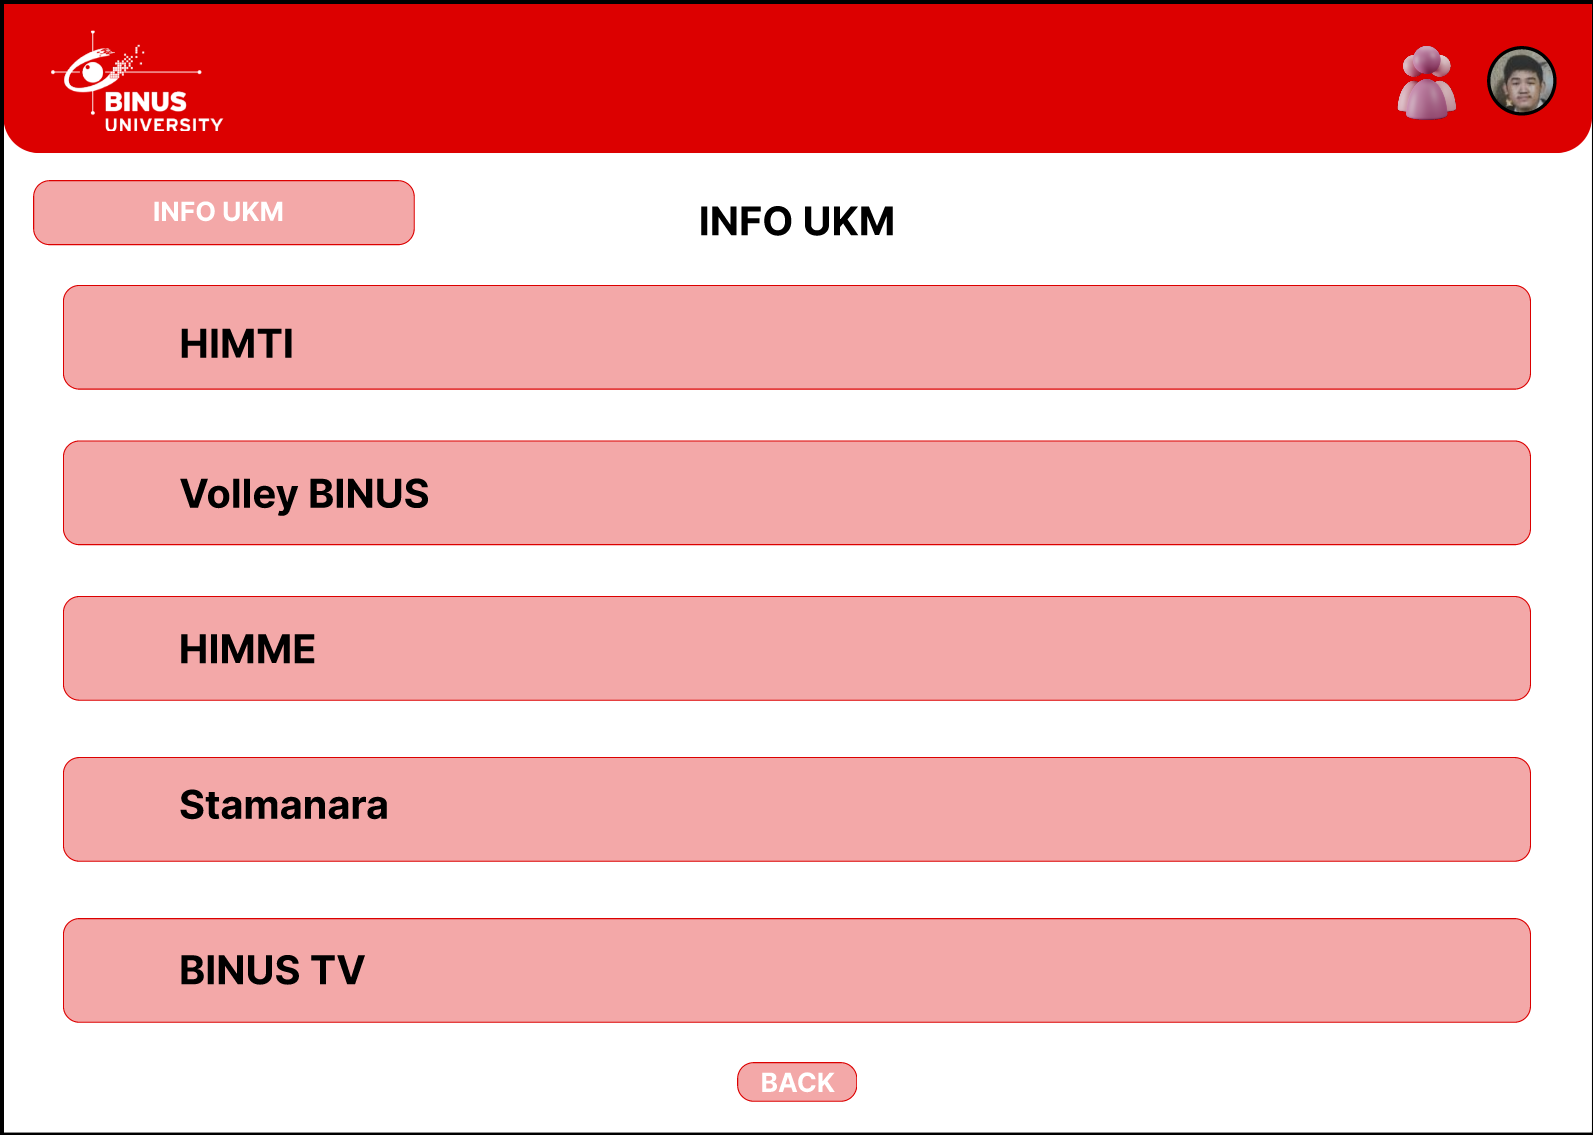 BINUS
UNIVERSITY
INFO UKM
INFO UKM
HIMTI
Volley BINUS
HIMME
Stamanara
BINUS TV
BACK